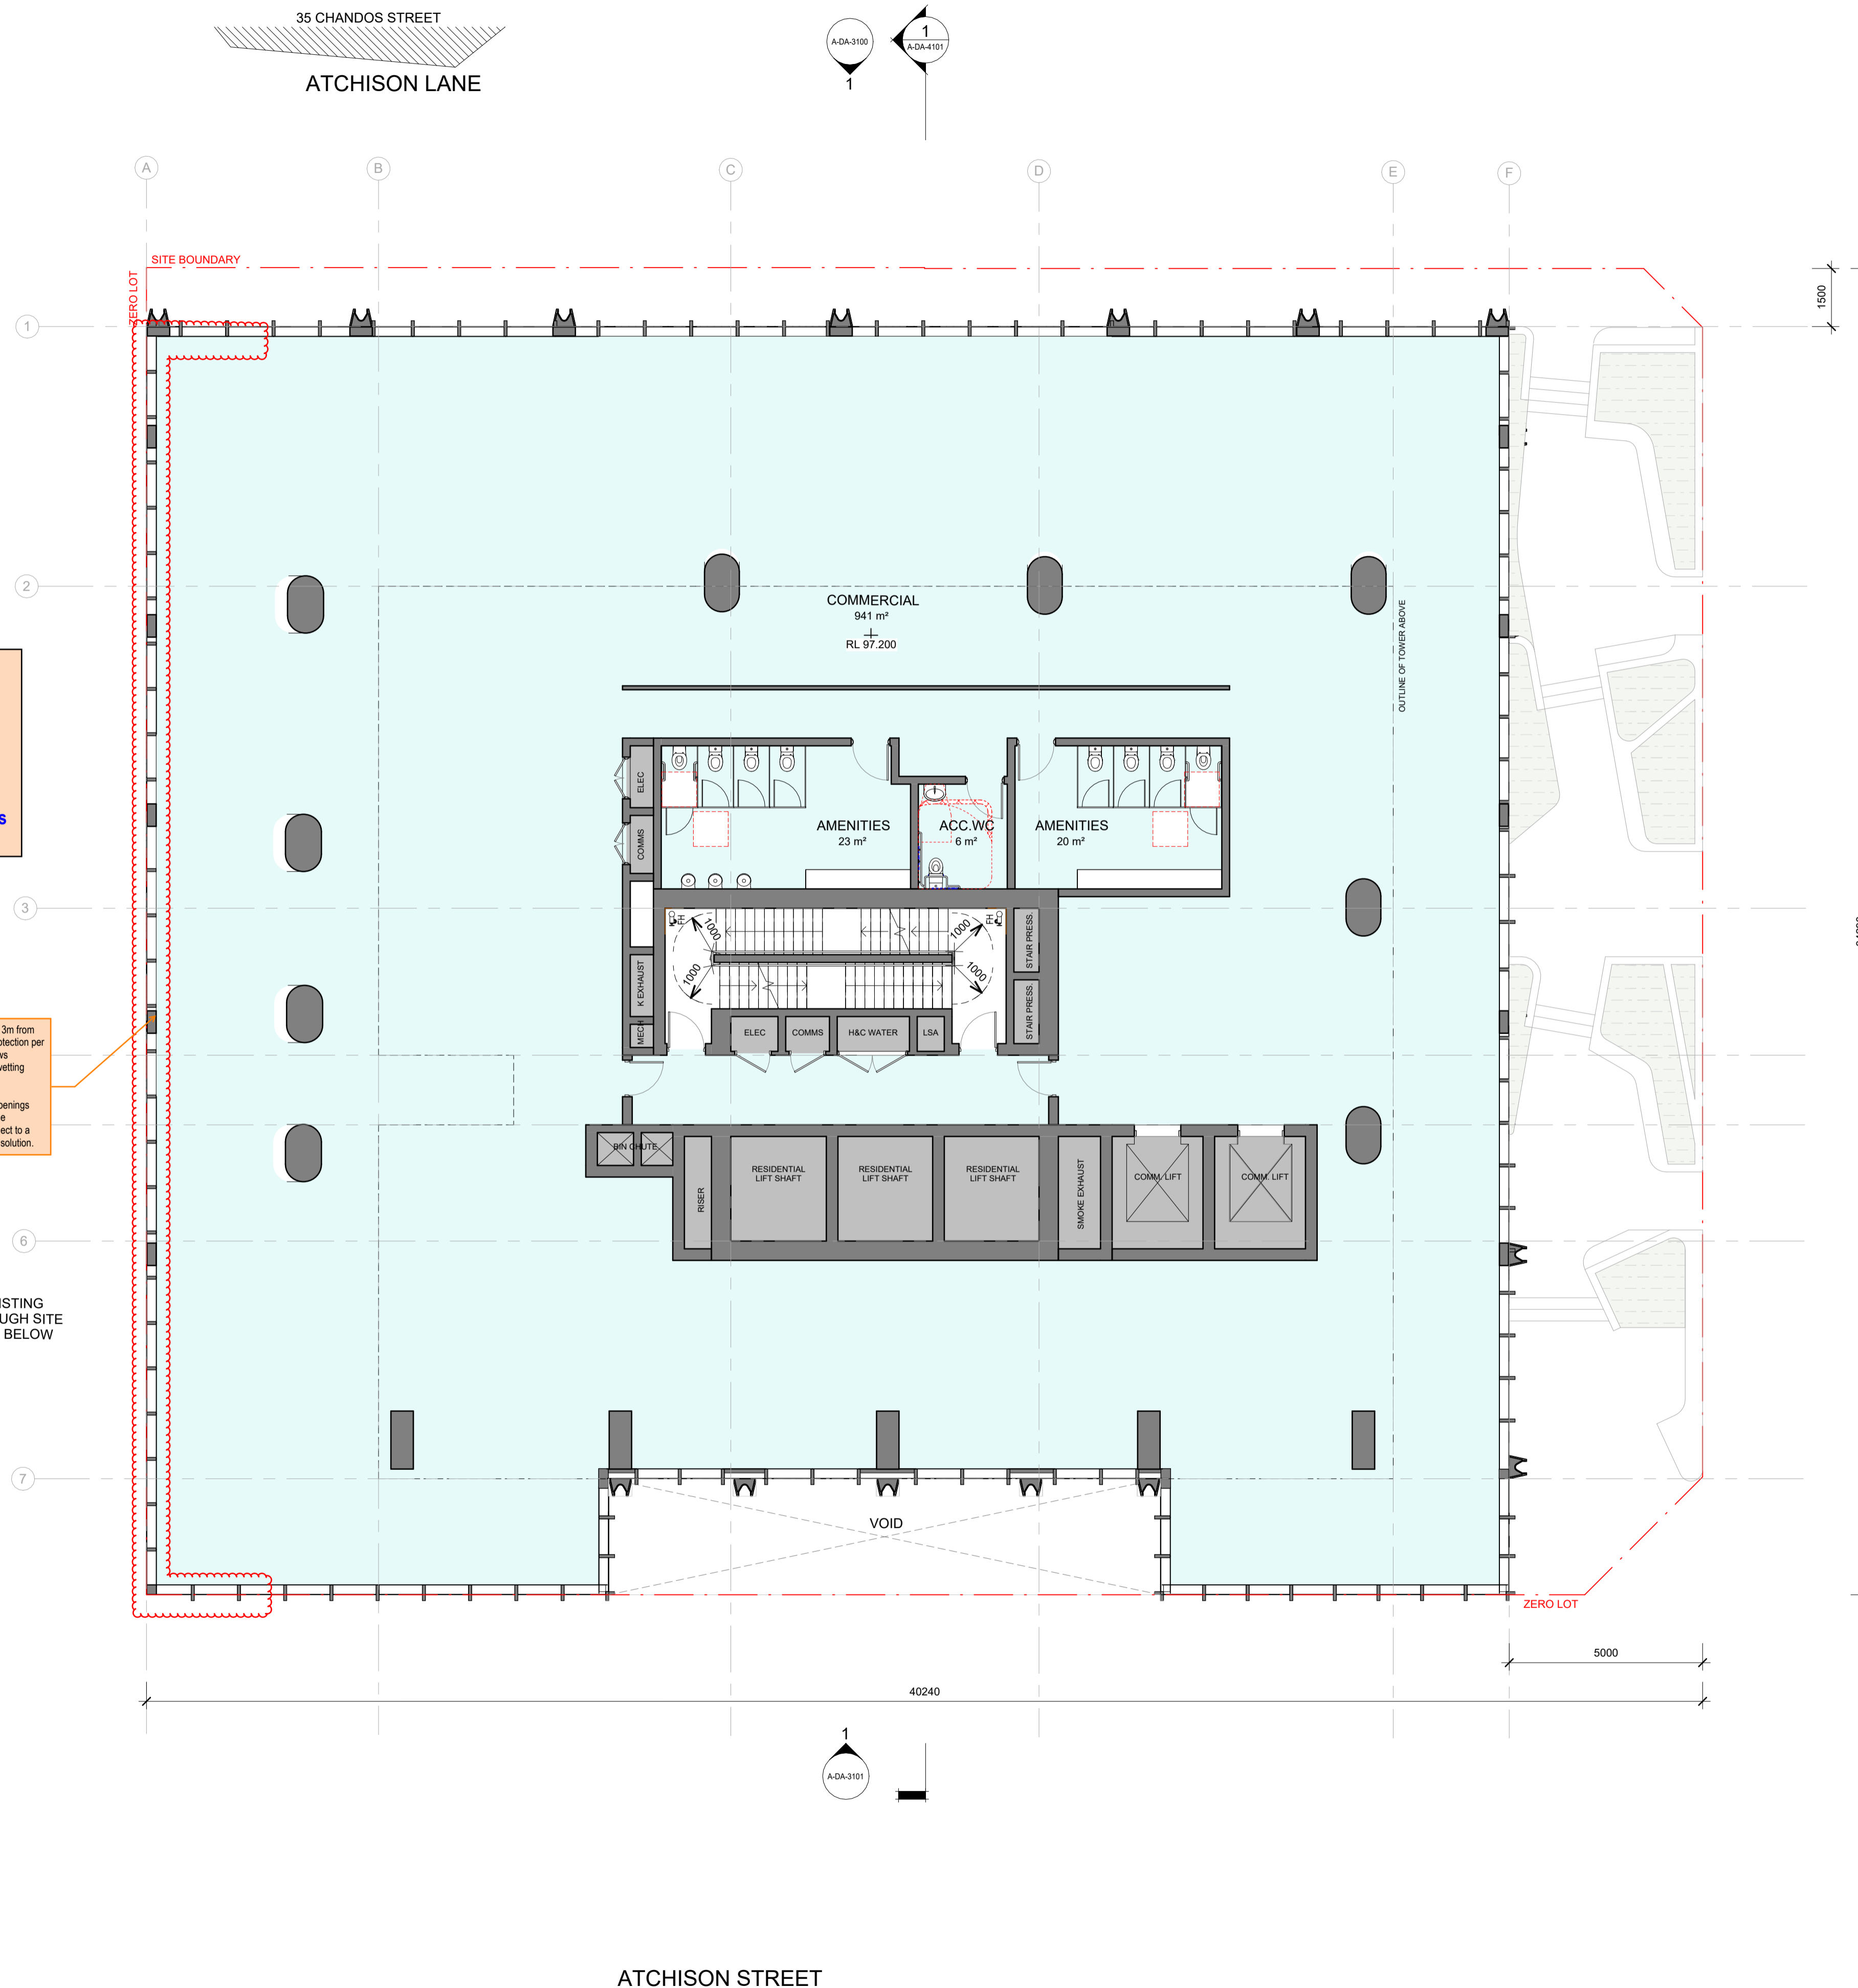 35 CHANDOS STREET
ATCHISON LANE
A-DA-3100
1
1
A-DA-4101
A
B
C
D
E
F
SITE BOUNDARY
ZERO LOT
1500
1
2
3
6
7
COMMERCIAL
941 m²
RL 97.200
OUTLINE OF TOWER ABOVE
s
ELEC
COMMS
AMENITIES
23 m²
ACC.WC
6 m²
AMENITIES
20 m²
FH
FH
1000
1000
1000
1000
STAIR PRESS.
STAIR PRESS.
K EXHAUST
MECH
ELEC
COMMS
H&C WATER
LSA
3m from
otection per
ws
wetting
penings
e
ect to a
solution.
BIN CHUTE
RISER
RESIDENTIAL
LIFT SHAFT
RESIDENTIAL
LIFT SHAFT
RESIDENTIAL
LIFT SHAFT
SMOKE EXHAUST
COMM. LIFT
COMM. LIFT
ISTING
UGH SITE
BELOW
VOID
ZERO LOT
5000
40240
1
A-DA-3101
ATCHISON STREET